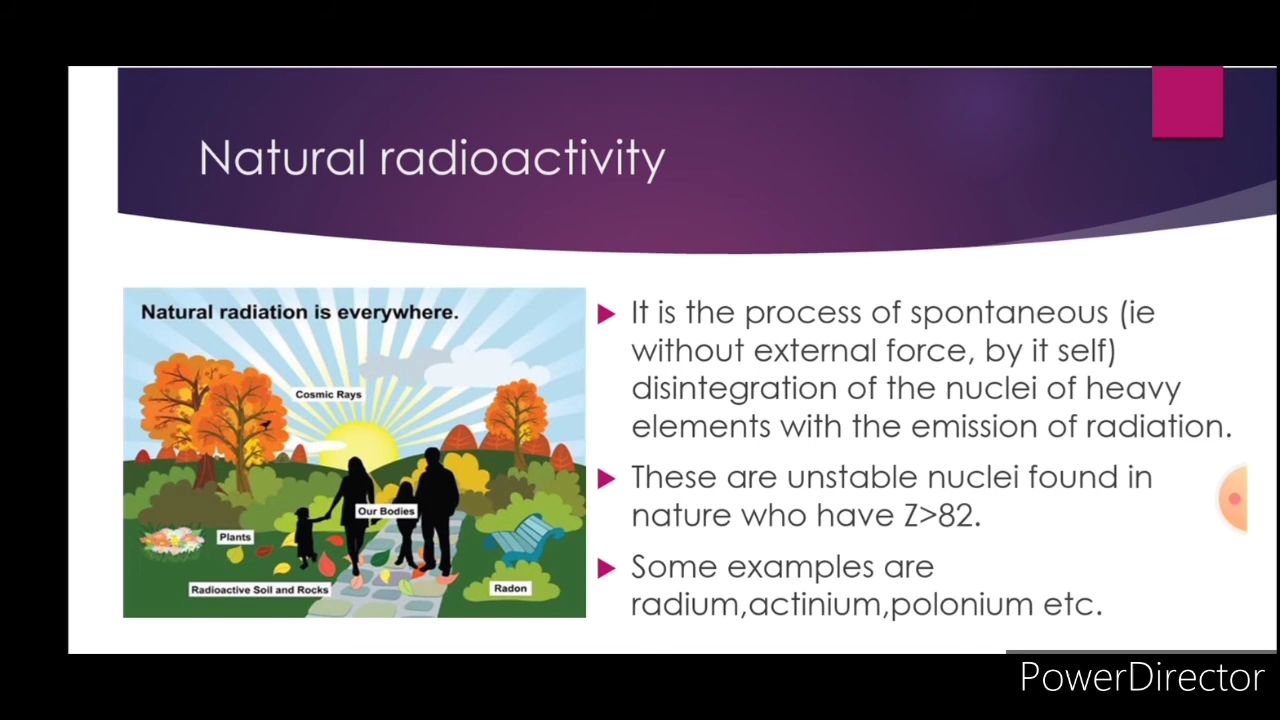 Natural radioactivity
Natural radiation is everywhere.
Cosmic Rays
Our Bodies
Plants
Radioactive Soil and Rocks
Radon
It is the process of spontaneous (ie
without external force, by it self)
disintegration of the nuclei of heavy
elements with the emission of radiation.
These are unstable nuclei found in
nature who have Z>82.
Some examples are
radium,actinium,polonium etc.
PowerDirector